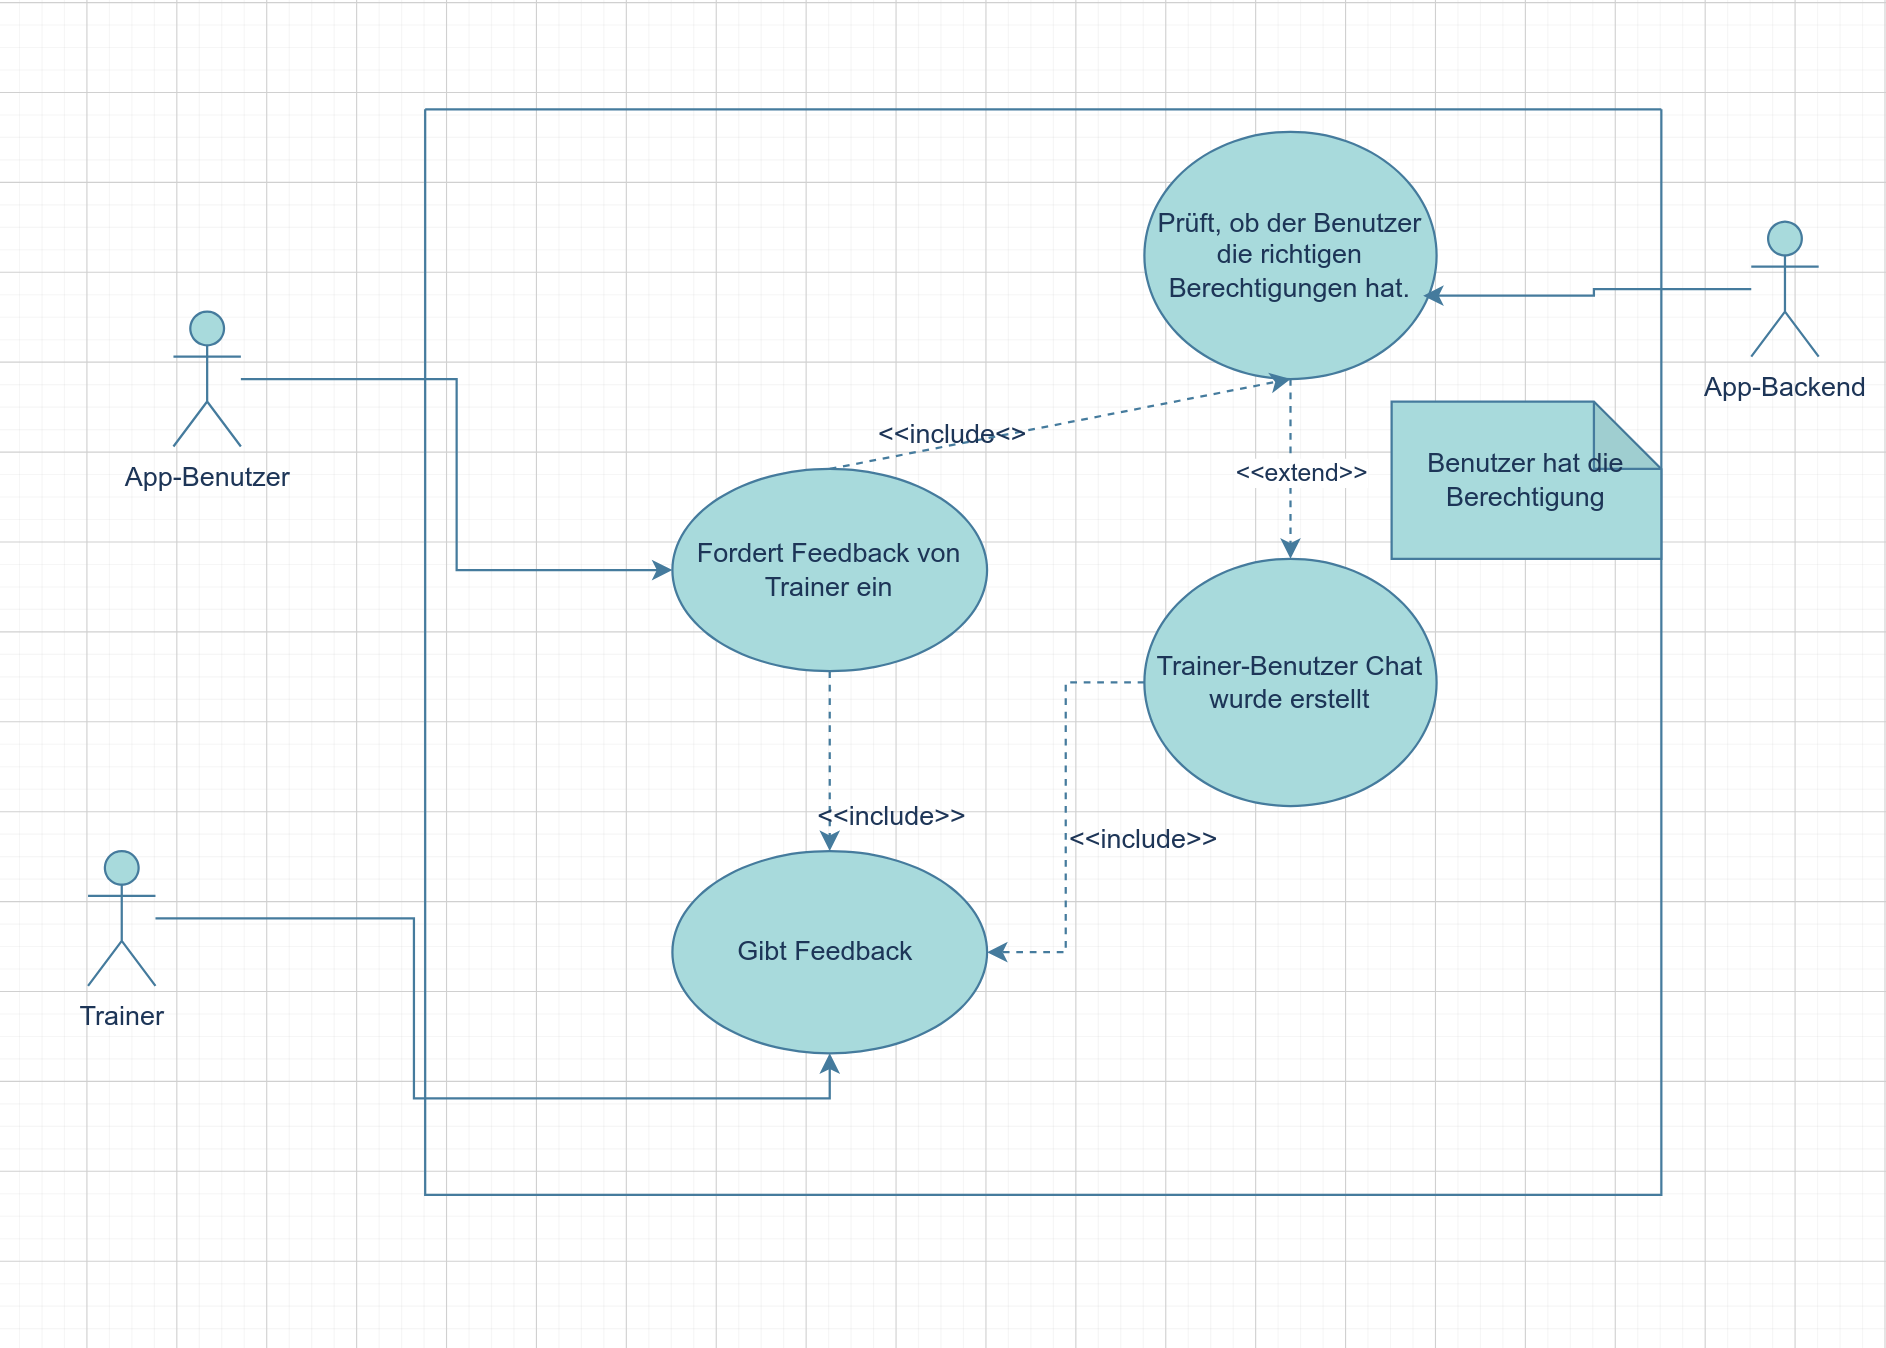 Prüft, ob der Benutzer
die richtigen
Berechtigungen hat.
App-Backend
<<include<>
App-Benutzer
<<extend>>
Benutzer hat die
Berechtigung
Fordert Feedback von
Trainer ein
Trainer-Benutzer Chat
wurde erstellt
<<include>>
<<include>>
Gibt Feedback
Trainer